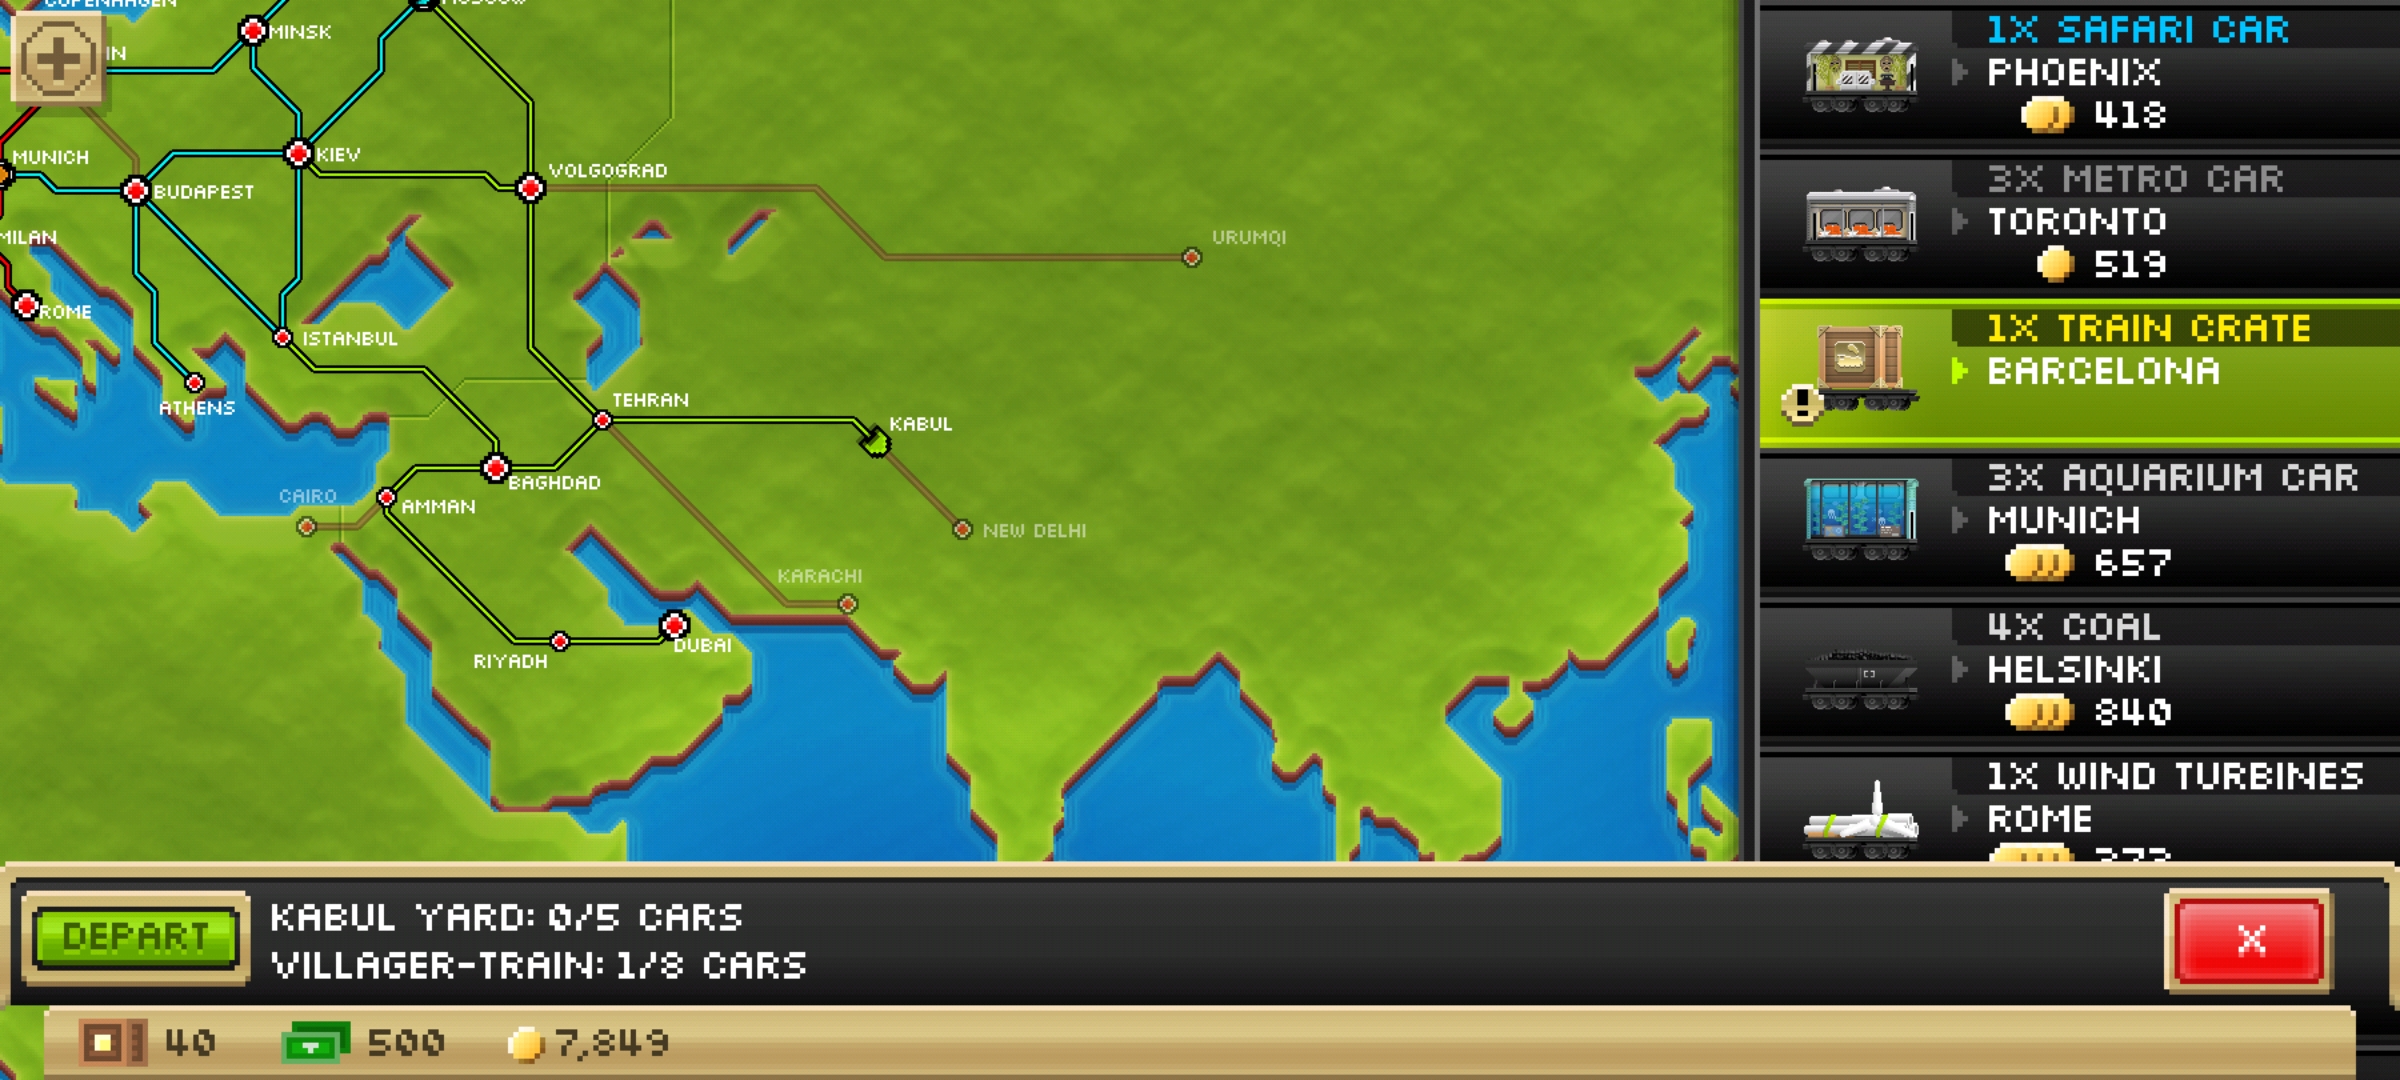 COPENHAGEN
MINSK
IN
MUNICH
BUDAPEST
KIEV
VOLGOGRAD
URUMQI
MILAN
ROME
ISTANBUL
ATHENS
TEHRAN
KABUL
BAGHDAD
CAIRO
AMMAN
NEW DELHI
KARACHI
RIYADH
DUBAI
1X SAFARI CAR
PHOENIX
418
3X METRO CAR
TORONTO
519
1X TRAIN CRATE
BARCELONA
3X AQUARIUM CAR
MUNICH
657
4X COAL
HELSINKI
840
1X WIND TURBINES
ROME
DEPART
KABUL YARD: 0/5 CARS
VILLAGER-TRAIN: 1/8 CARS
X
40
500
7,849